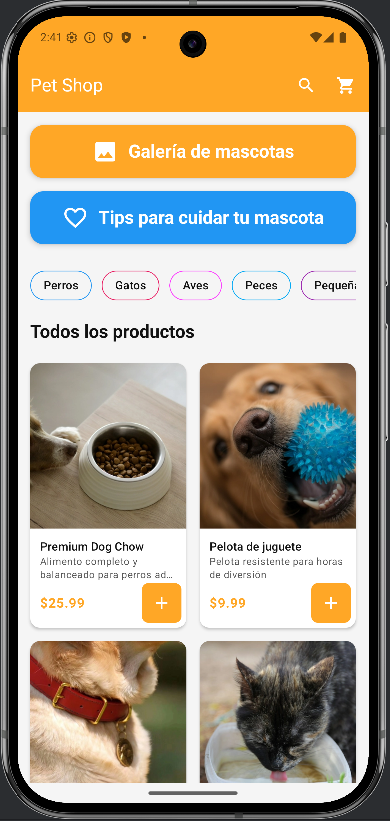 2:41
Pet Shop
Galería de mascotas
Tips para cuidar tu mascota
Perros Gatos Aves Peces Pequeña
Todos los productos
Premium Dog Chow
Alimento completo y
balanceado para perros ad...
$25.99
+
Pelota de juguete
Pelota resistente para horas
de diversión
$9.99
+